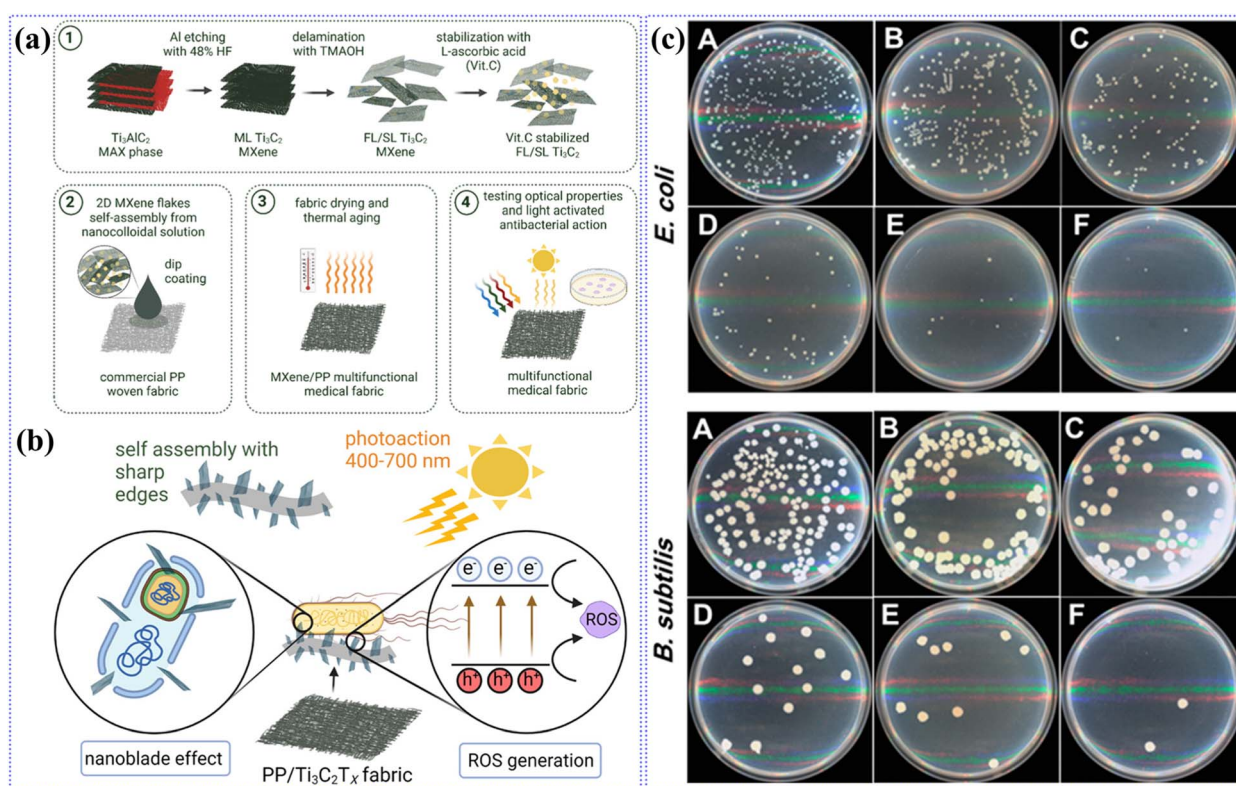 (a)
1
Al etching
with 48% HF
delamination
with TMAOH
stabilization with
L-ascorbic acid
(Vit.C)
Ti₃AlC₂
MAX phase
ML Ti₃C₂
MXene
FL/SL Ti₃C₂
MXene
Vit.C stabilized
FL/SL Ti₃C₂
2
2D MXene flakes
self-assembly from
nanocolloidal solution
dip
coating
commercial PP
woven fabric
3
fabric drying and
thermal aging
MXene/PP multifunctional
medical fabric
4
testing optical properties
and light activated
antibacterial action
multifunctional
medical fabric
(b)
self assembly with
sharp
edges
photoaction
400-700 nm
e⁻ e⁻ e⁻
ROS
h⁺ h⁺ h⁺
nanoblade effect
PP/Ti₃C₂Tₓ fabric
ROS generation
(c)
E. coli
A B C
D E F
B. subtilis
A B C
D E F